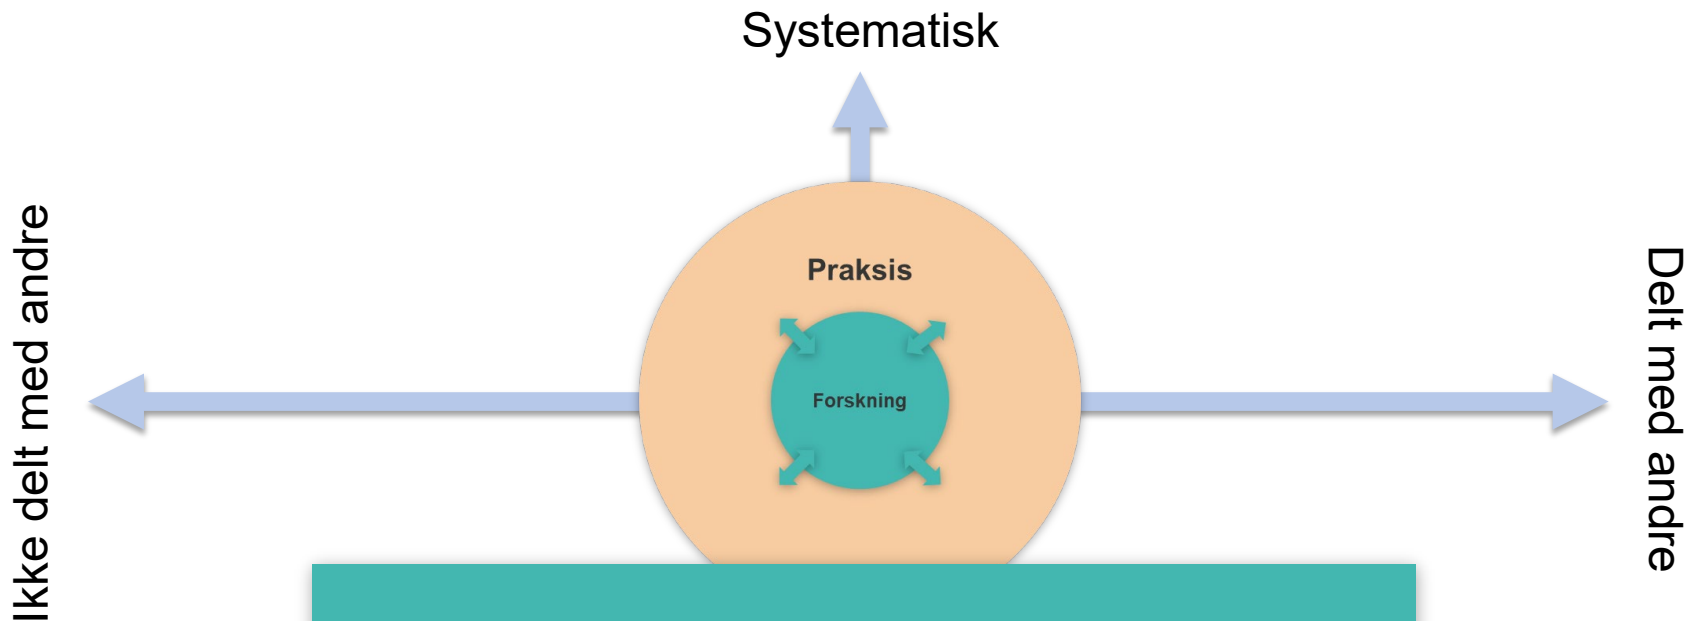 Systematisk
Ikke delt med andre
Praksis
Forskning
Delt med andre